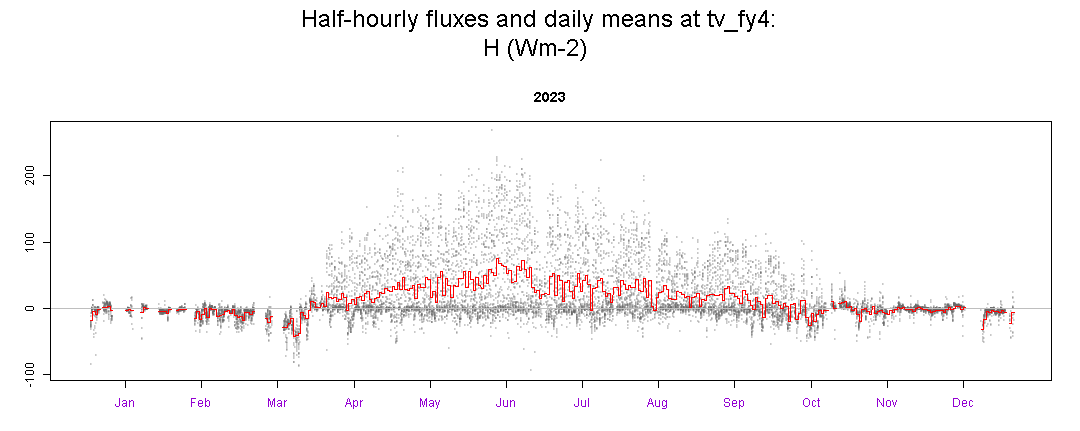 Half-hourly fluxes and daily means at tv_fy4:
H (Wm-2)
2023
200
100
0
-100
Jan Feb Mar Apr May Jun Jul Aug Sep Oct Nov Dec